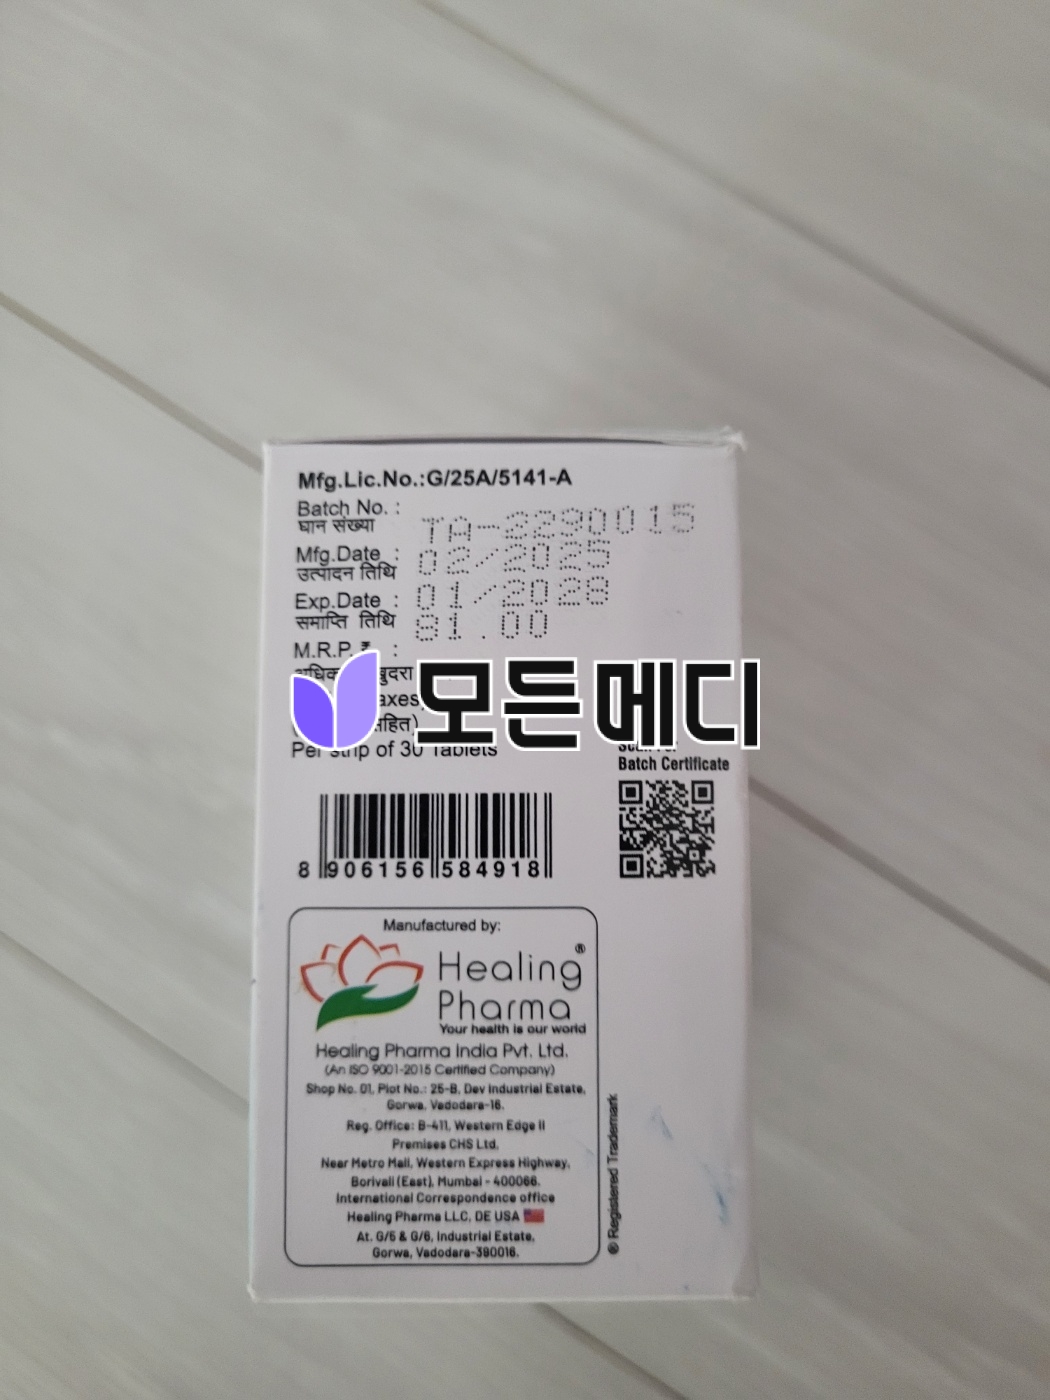 Mfg.Lic.No.:G/25A/5141-A
Batch No. :
घान संख्या
TA-2290015
Mfg.Date :
उत्पादन तिथि
02/2025
Exp.Date :
समाप्ति तिथि
01/2028
M.R.P. ₹ :
81.00
खुदरा
axes
सहित)
모든메디
Per strip of 30 Tablets
Scan For
Batch Certificate
8 906156 584918
Manufactured by:
Healing®
Pharma
Your health is our world
Healing Pharma India Pvt. Ltd.
(An ISO 9001-2015 Certified Company)
Shop No. 01, Plot No.: 25-B, Dev Industrial Estate,
Gorwa, Vadodara-16.
Reg. Office: B-411, Western Edge II
Premises CHS Ltd,
Near Metro Mall, Western Express Highway,
Borivali (East), Mumbai - 400066.
International Correspondence office
Healing Pharma LLC, DE USA
At. G/5 & G/6, Industrial Estate,
Gorwa, Vadodara-390016.
® Registered Trademark